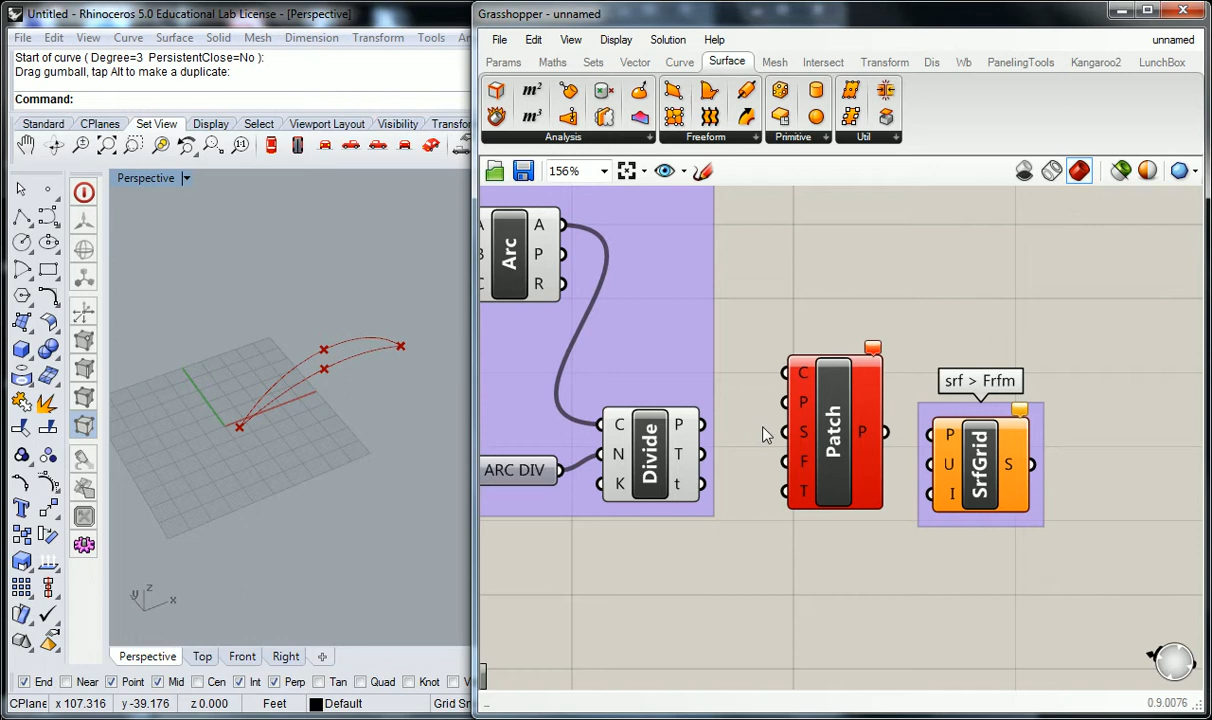 Untitled - Rhinoceros 5.0 Educational Lab License - [Perspective]
File Edit View Curve Surface Solid Mesh Dimension Transform Tools
Start of curve ( Degree=3 PersistentClose=No ):
Drag gumball, tap Alt to make a duplicate:
Command:
Standard CPlanes Set View Display Select Viewport Layout Visibility
Perspective
z
y
x
Perspective Top Front Right
End Near Point Mid Cen Int Perp Tan Quad Knot
CPlane x 107.316 y -39.176 z 0.000 Feet Default Grid Sn
Grasshopper - unnamed
File Edit View Display Solution Help unnamed
Params Maths Sets Vector Curve Surface Mesh Intersect Transform Dis Wb PanelingTools Kangaroo2 LunchBox
m² 
m³
Analysis Freeform Primitive Util
156%
Arc
C
A
P
R
ARC DIV
C
N
K
Divide
P
T
t
C
P
S
F
T
Patch
P
srf > Frfm
P
U
I
SrfGrid
S
0.9.0076